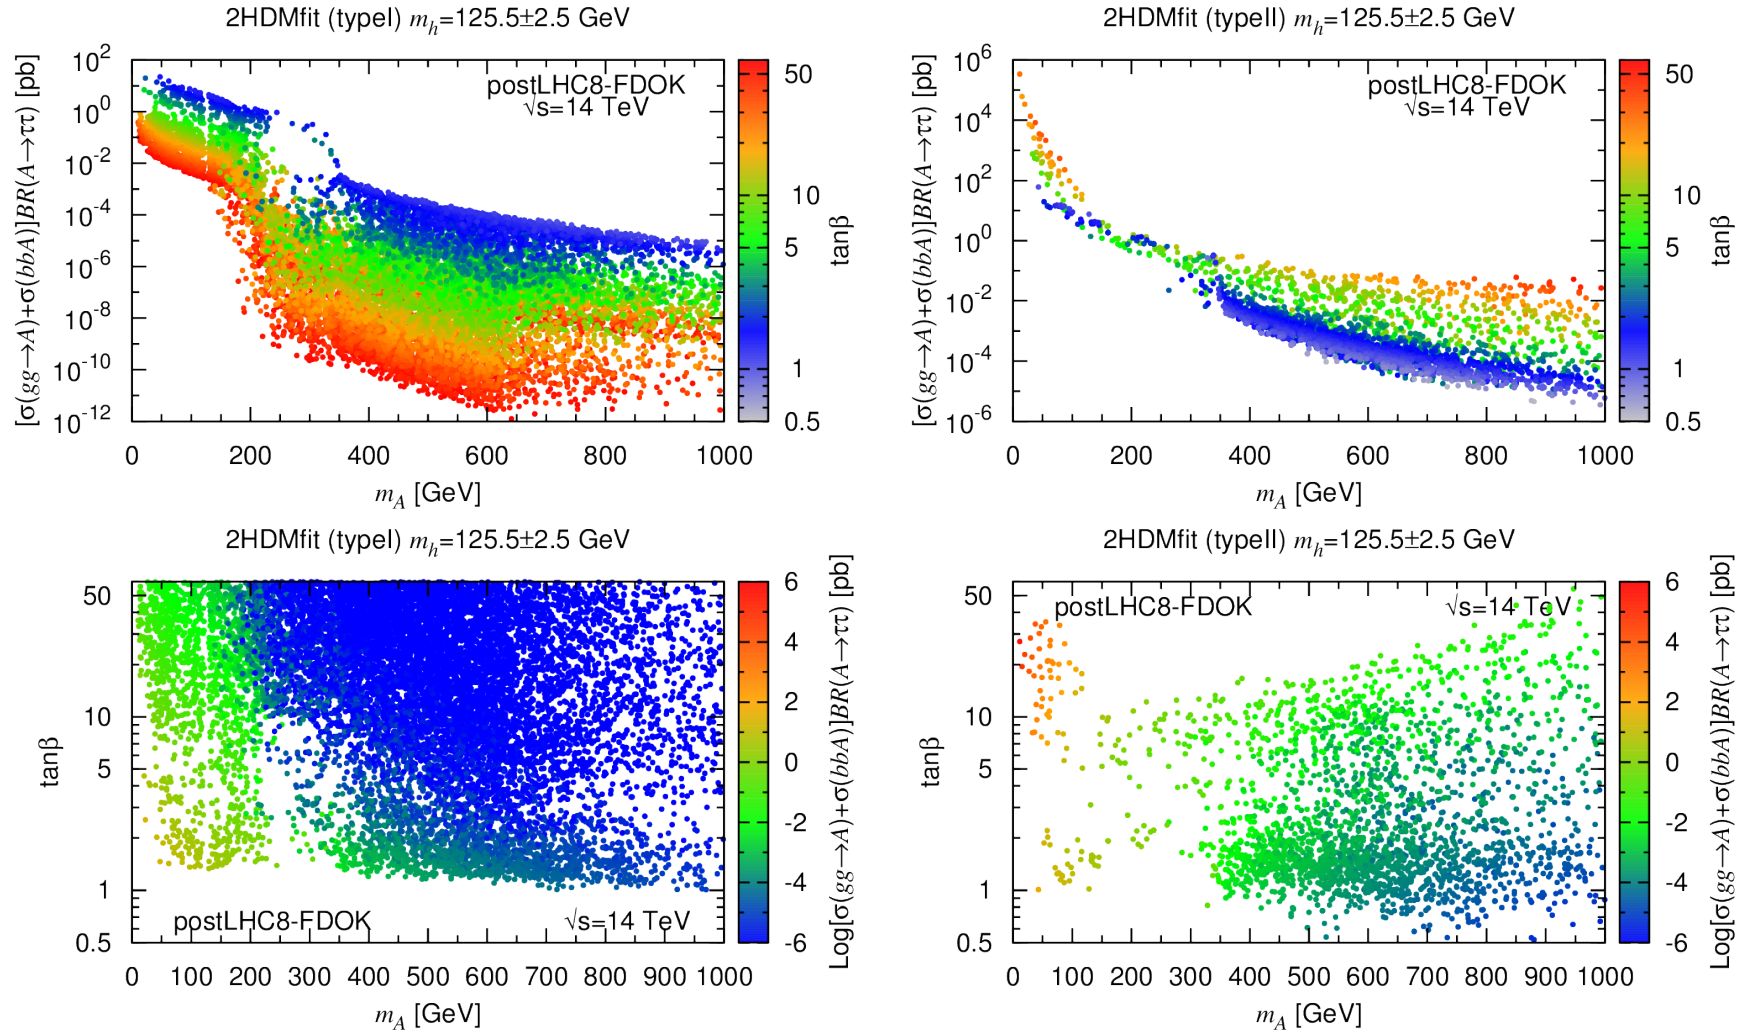 2HDMfit (typeI) m_h=125.5±2.5 GeV
[σ(gg→A)+σ(bbA)]BR(A→ττ) [pb]
10^2
10^0
10^-2
10^-4
10^-6
10^-8
10^-10
10^-12
postLHC8-FDOK
√s=14 TeV
0 200 400 600 800 1000
m_A [GeV]
50
10
5
1
0.5
tanβ
2HDMfit (typeII) m_h=125.5±2.5 GeV
[σ(gg→A)+σ(bbA)]BR(A→ττ) [pb]
10^6
10^4
10^2
10^0
10^-2
10^-4
10^-6
postLHC8-FDOK
√s=14 TeV
0 200 400 600 800 1000
m_A [GeV]
50
10
5
1
0.5
tanβ
2HDMfit (typeI) m_h=125.5±2.5 GeV
tanβ
50
10
5
1
0.5
postLHC8-FDOK √s=14 TeV
0 100 200 300 400 500 600 700 800 900 1000
m_A [GeV]
6
4
2
0
-2
-4
-6
Log[σ(gg→A)+σ(bbA)]BR(A→ττ) [pb]
2HDMfit (typeII) m_h=125.5±2.5 GeV
tanβ
50
10
5
1
0.5
postLHC8-FDOK √s=14 TeV
0 100 200 300 400 500 600 700 800 900 1000
m_A [GeV]
6
4
2
0
-2
-4
-6
Log[σ(gg→A)+σ(bbA)]BR(A→ττ) [pb]